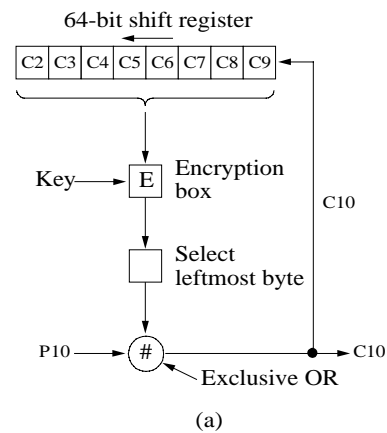 64-bit shift register
C2 C3 C4 C5 C6 C7 C8 C9
Key
E
Encryption
box
C10
Select
leftmost byte
P10
#
C10
Exclusive OR
(a)